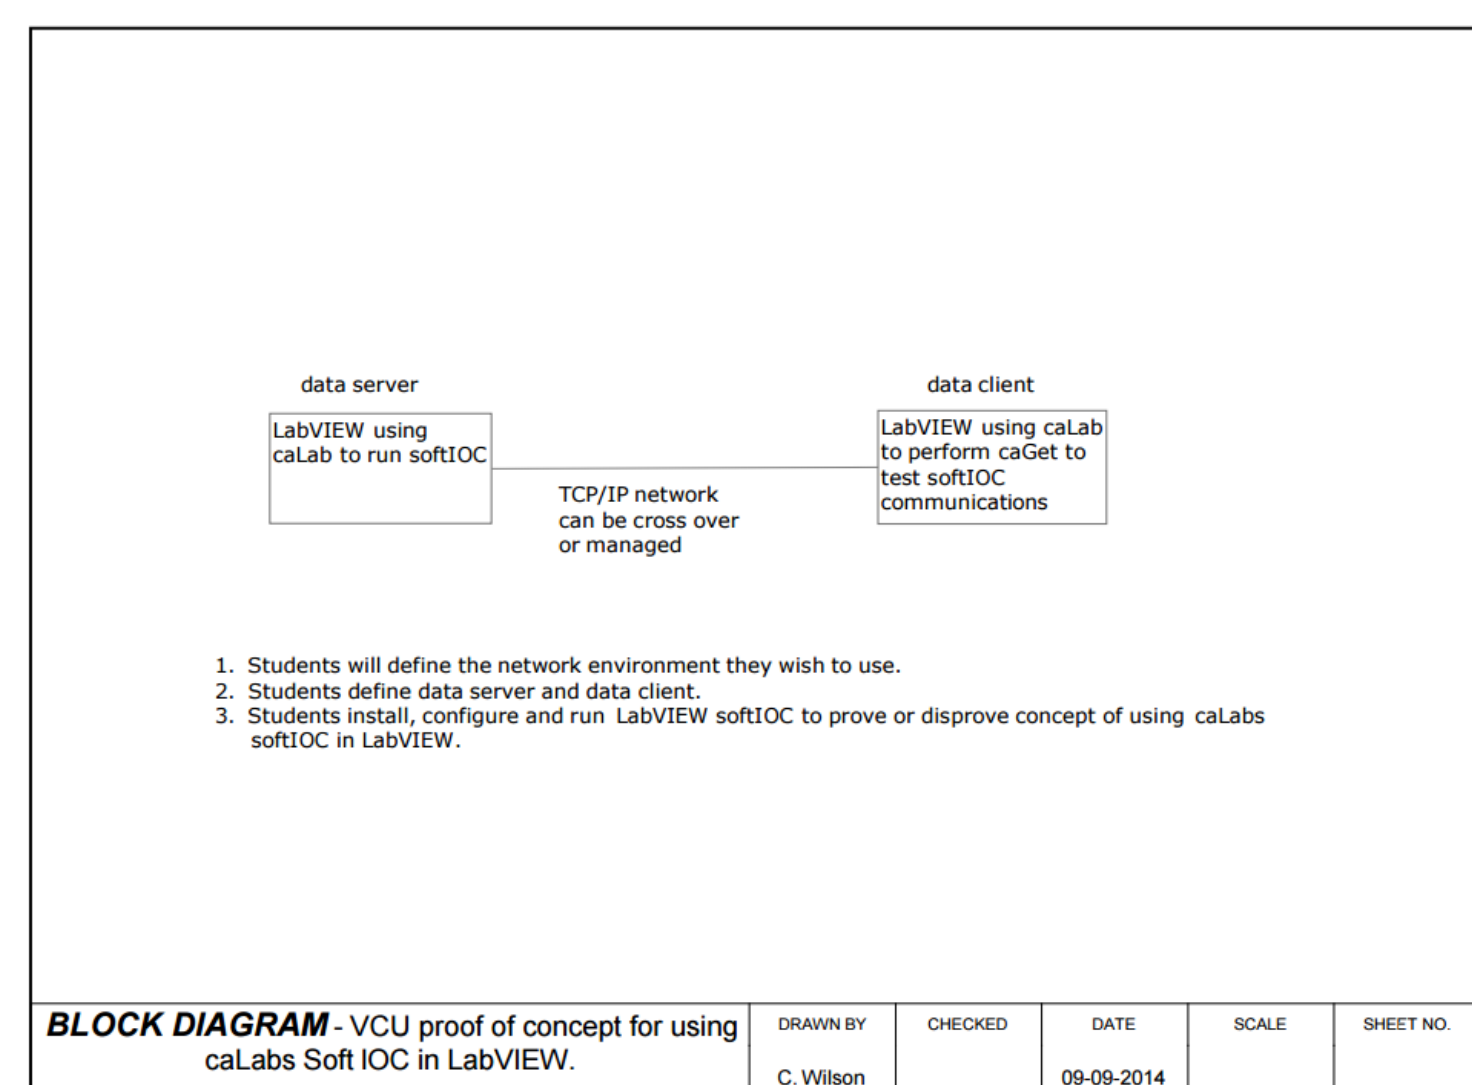 data server
data client
LabVIEW using
caLab to run softIOC
LabVIEW using caLab
to perform caGet to
test softIOC
communications
TCP/IP network
can be cross over
or managed
1. Students will define the network environment they wish to use.
2. Students define data server and data client.
3. Students install, configure and run LabVIEW softIOC to prove or disprove concept of using caLabs
softIOC in LabVIEW.
BLOCK DIAGRAM - VCU proof of concept for using
caLabs Soft IOC in LabVIEW.
DRAWN BY
C. Wilson
CHECKED
DATE
09-09-2014
SCALE
SHEET NO.